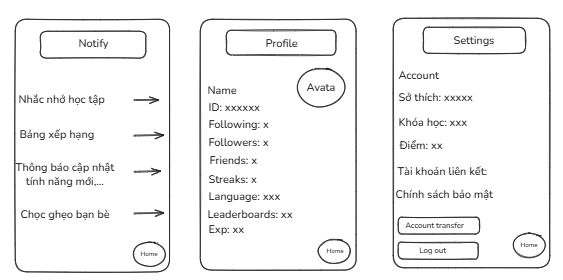 Notify
Nhắc nhở học tập
Bảng xếp hạng
Thông báo cập nhật
tính năng mới,...
Chọc ghẹo bạn bè
Home
Profile
Avata
Name
ID: xxxxxx
Following: x
Followers: x
Friends: x
Streaks: x
Language: xxx
Leaderboards: xx
Exp: xx
Home
Settings
Account
Sở thích: xxxxx
Khóa học: xxx
Điểm: xx
Tài khoản liên kết:
Chính sách bảo mật
Account transfer
Log out
Home